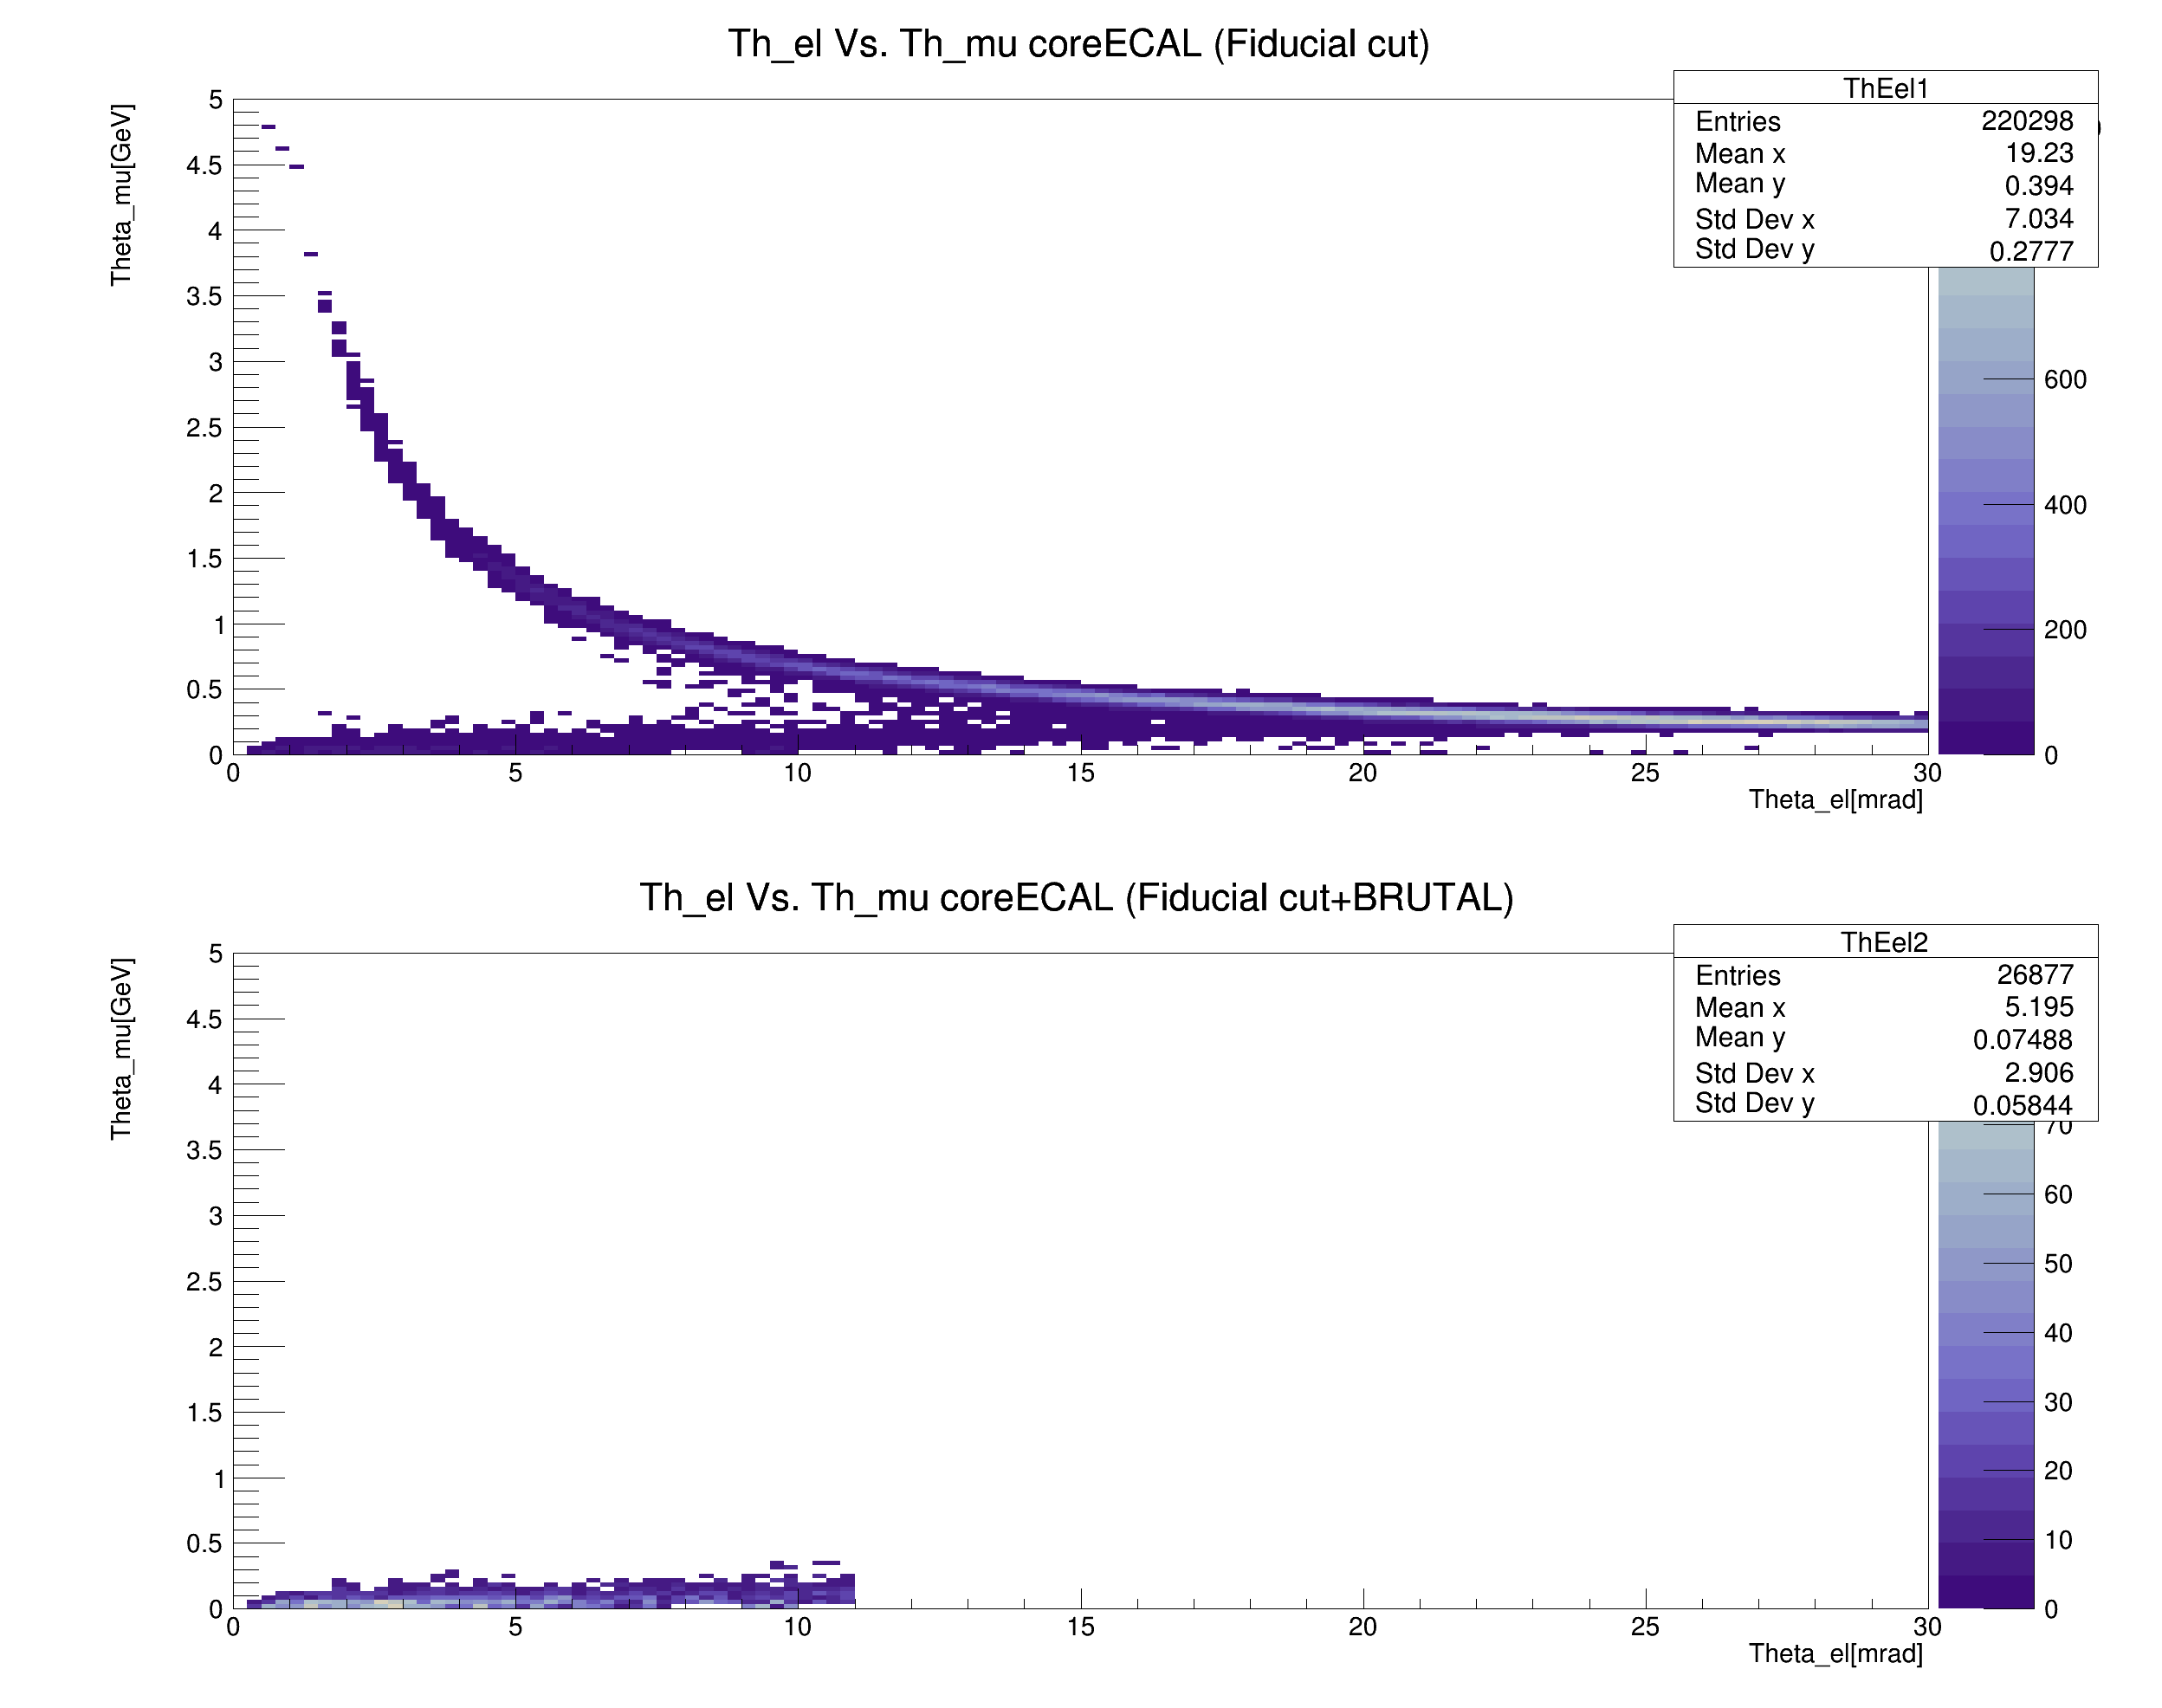 Th_el Vs. Th_mu coreECAL (Fiducial cut)
ThEel1
Entries 220298
Mean x 19.23
Mean y 0.394
Std Dev x 7.034
Std Dev y 0.2777
Theta_mu[GeV]
5
4.5
4
3.5
3
2.5
2
1.5
1
0.5
0
0 5 10 15 20 25 30
Theta_el[mrad]
600
400
200
0
Th_el Vs. Th_mu coreECAL (Fiducial cut+BRUTAL)
ThEel2
Entries 26877
Mean x 5.195
Mean y 0.07488
Std Dev x 2.906
Std Dev y 0.05844
Theta_mu[GeV]
5
4.5
4
3.5
3
2.5
2
1.5
1
0.5
0
0 5 10 15 20 25 30
Theta_el[mrad]
70
60
50
40
30
20
10
0